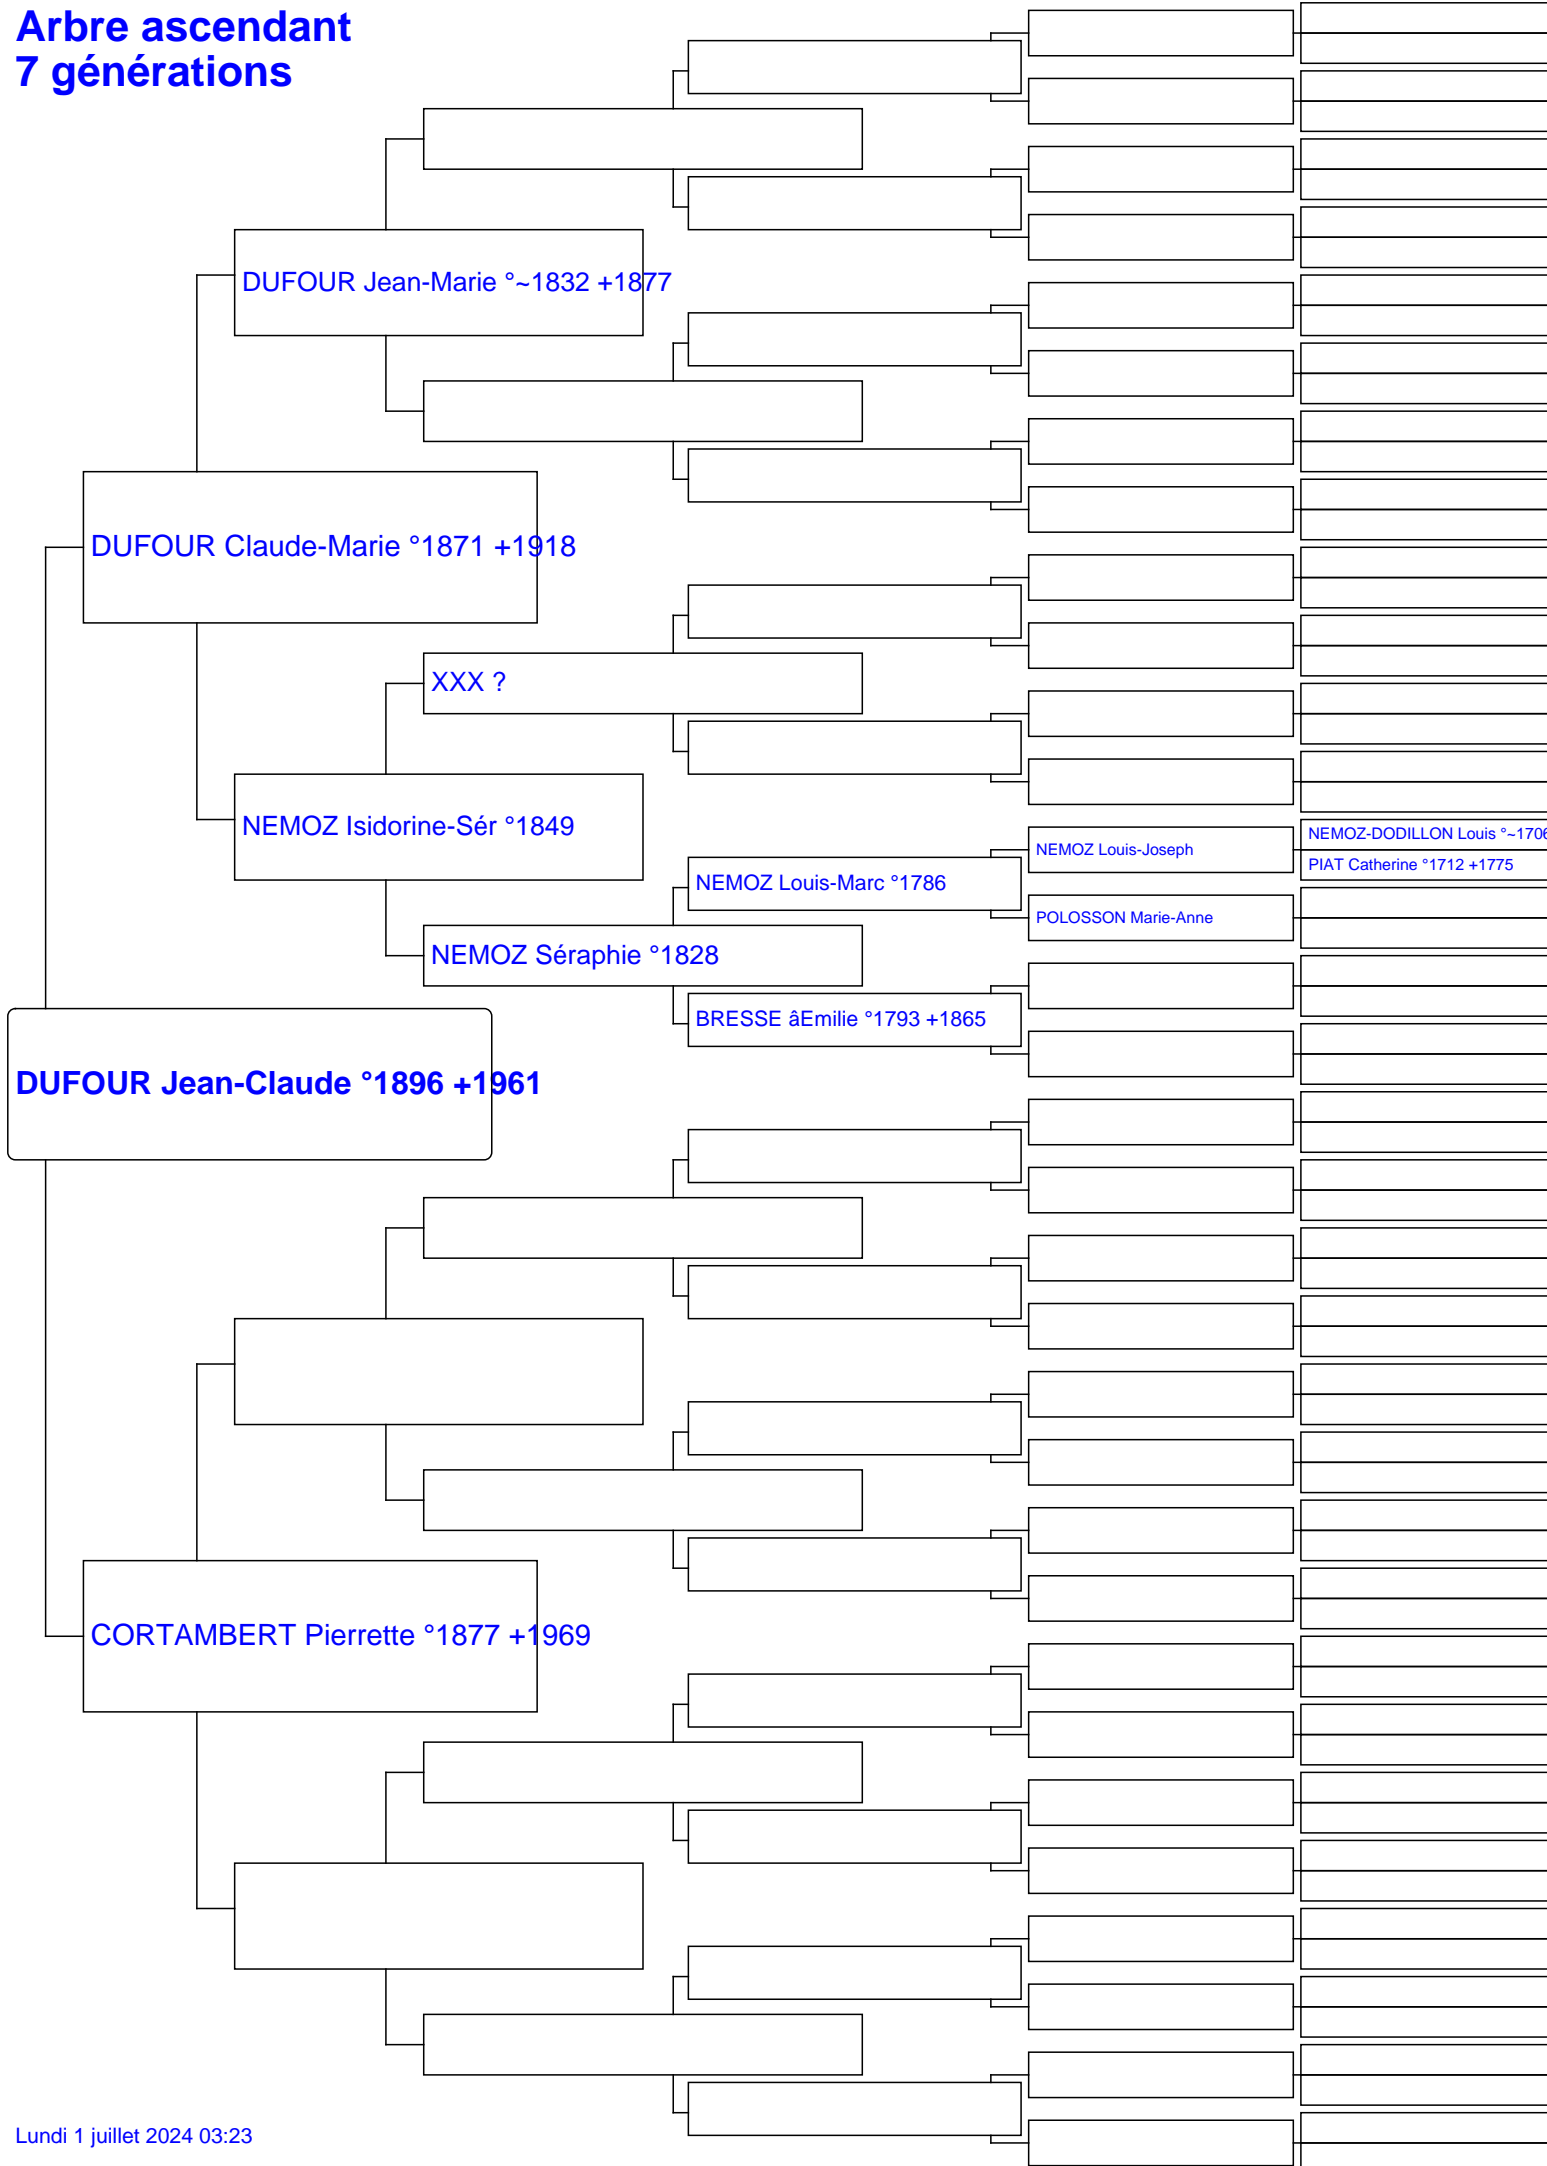 Arbre ascendant
7 générations
DUFOUR Jean-Marie °~1832 +1877
DUFOUR Claude-Marie °1871 +1918
XXX ?
NEMOZ Isidorine-Sér °1849
NEMOZ-DODILLON Louis °~1706
NEMOZ Louis-Joseph
PIAT Catherine °1712 +1775
NEMOZ Louis-Marc °1786
POLOSSON Marie-Anne
NEMOZ Séraphie °1828
BRESSE âEmilie °1793 +1865
DUFOUR Jean-Claude °1896 +1961
CORTAMBERT Pierrette °1877 +1969
Lundi 1 juillet 2024 03:23